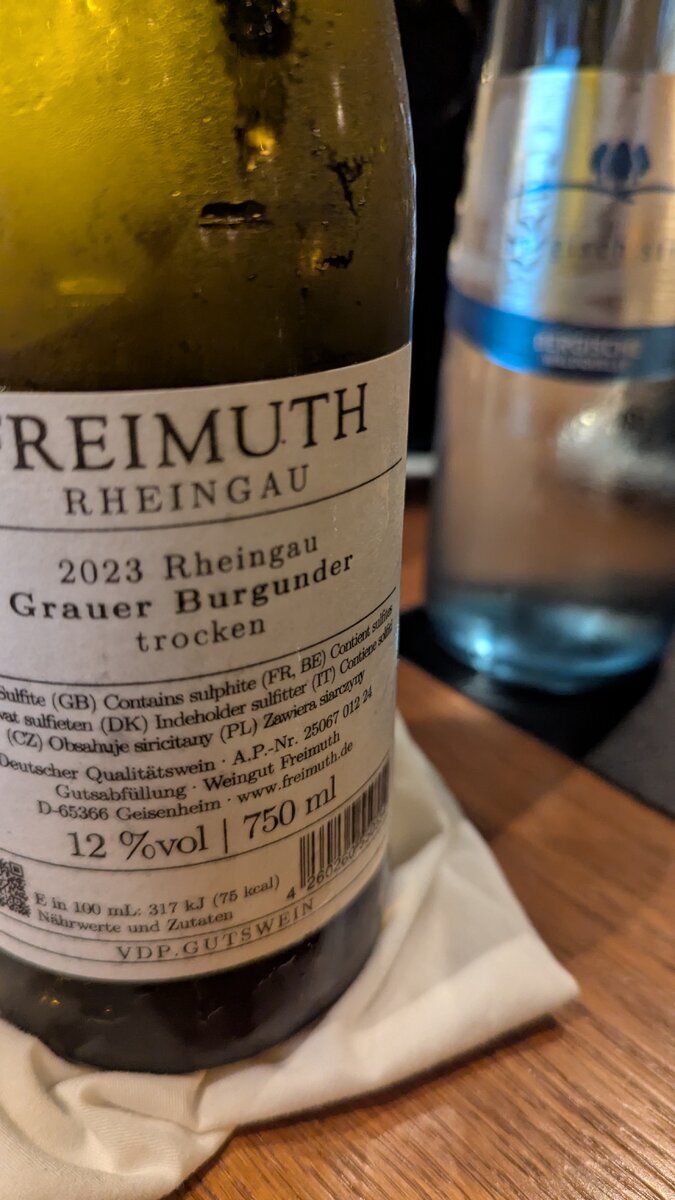 FREIMUTH
RHEINGAU
2023 Rheingau
Grauer Burgunder
trocken
Sulfite (GB) Contains sulphite (FR, BE) Contient sulfites
sulfieten (DK) Indeholder sulfitter (IT) Contiene solfiti
(CZ) Obsahuje siricitany (PL) Zawiera siarczyny
Deutscher Qualitätswein · A.P.-Nr. 25067 012 24
Gutsabfüllung · Weingut Freimuth
D-65366 Geisenheim · www.freimuth.de
12 %vol | 750 ml
E in 100 mL: 317 kJ (75 kcal)
Nährwerte und Zutaten
VDP.GUTSWEIN